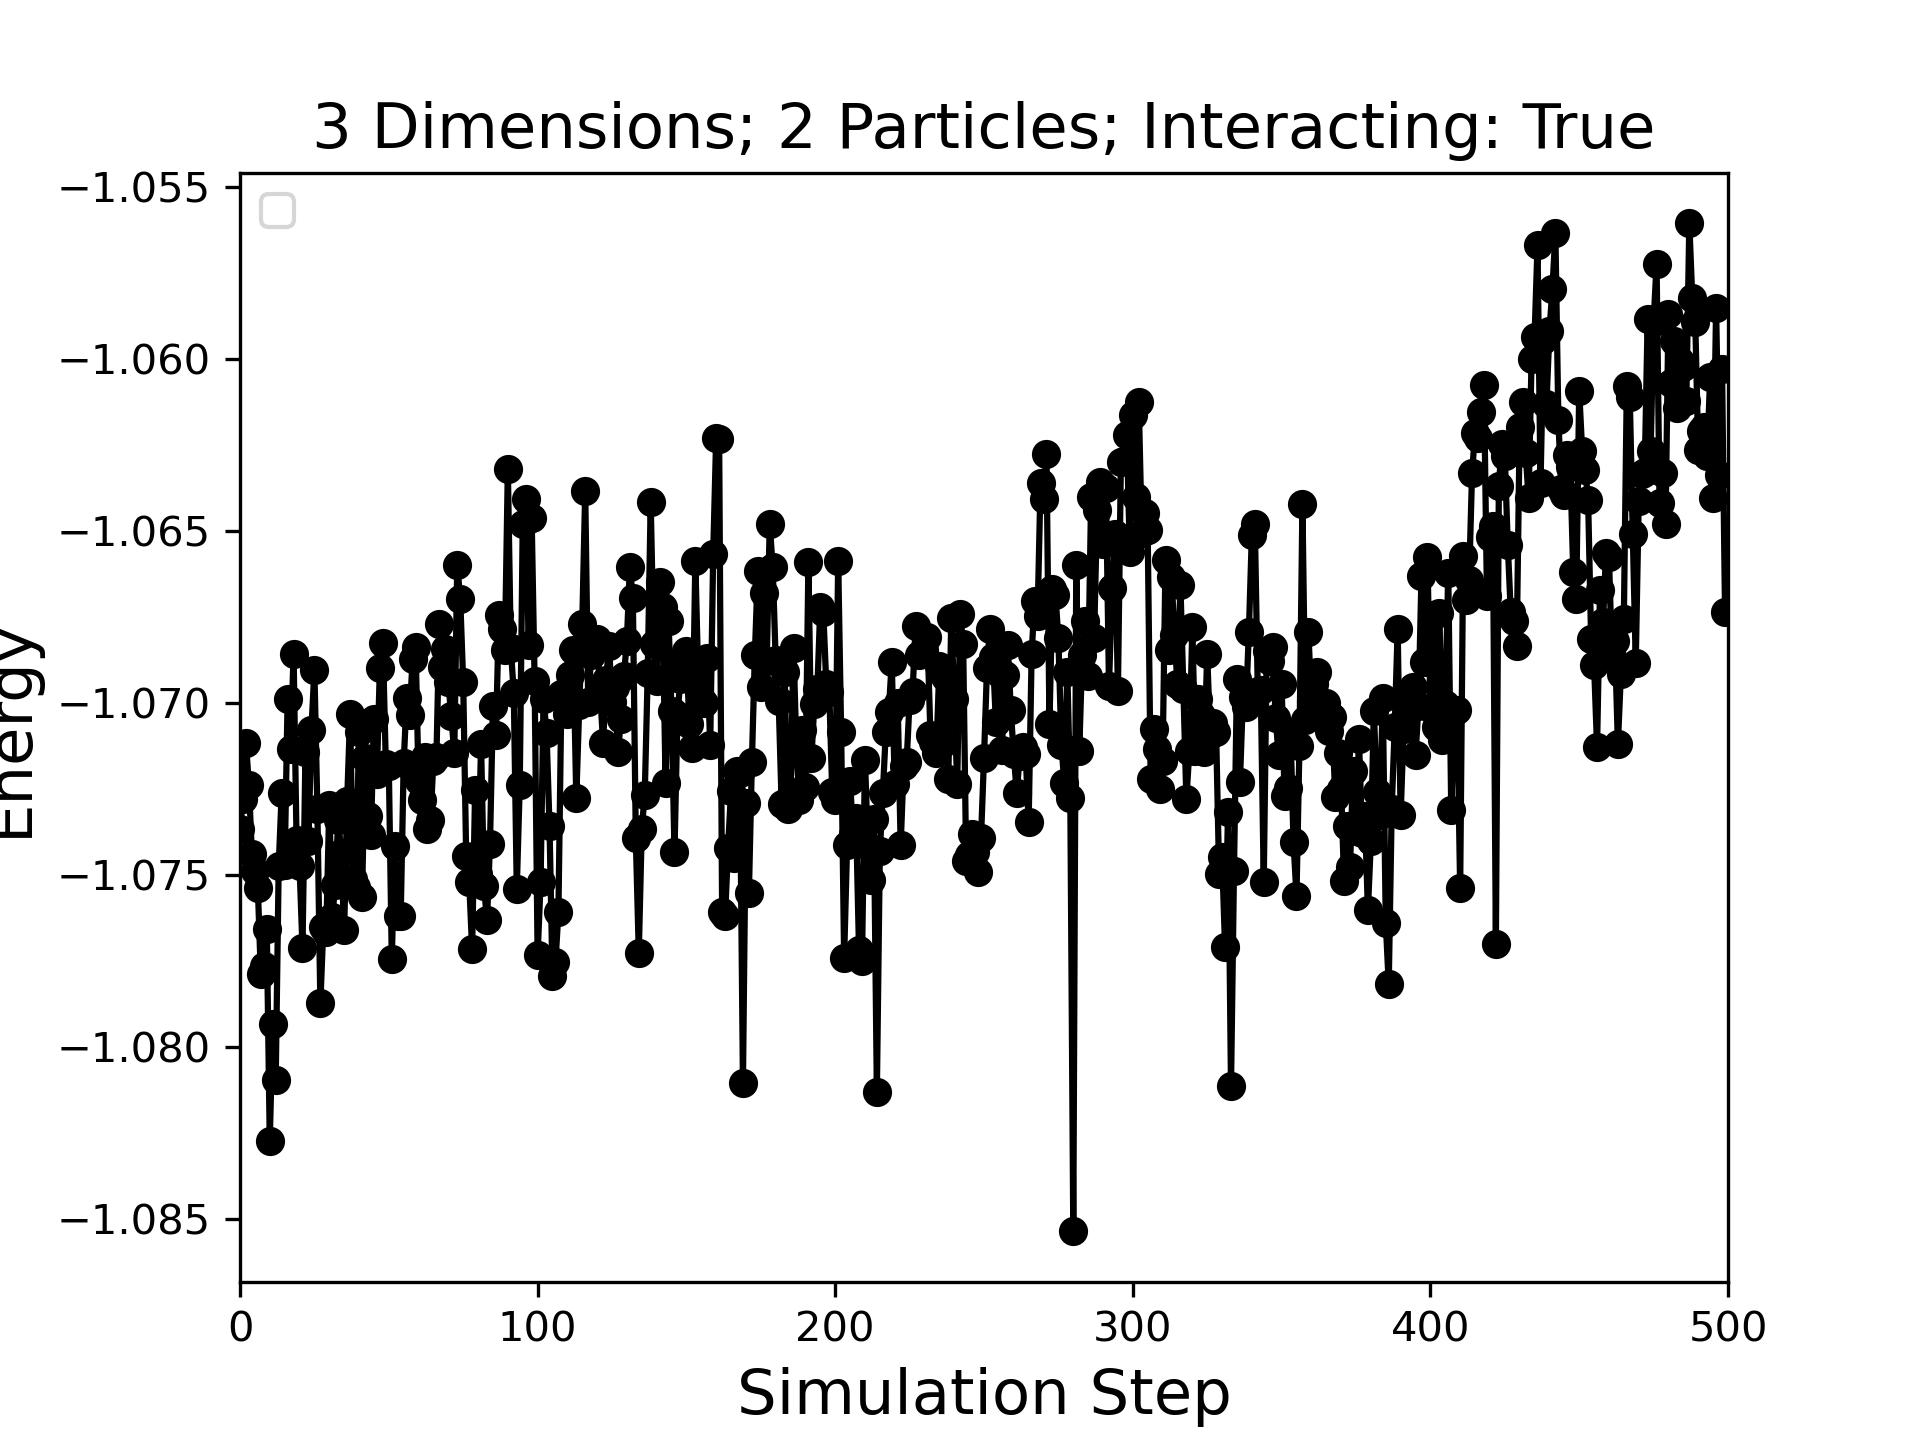 3 Dimensions; 2 Particles; Interacting: True
−1.055
−1.060
−1.065
−1.070
−1.075
−1.080
−1.085
Energy
0 100 200 300 400 500
Simulation Step